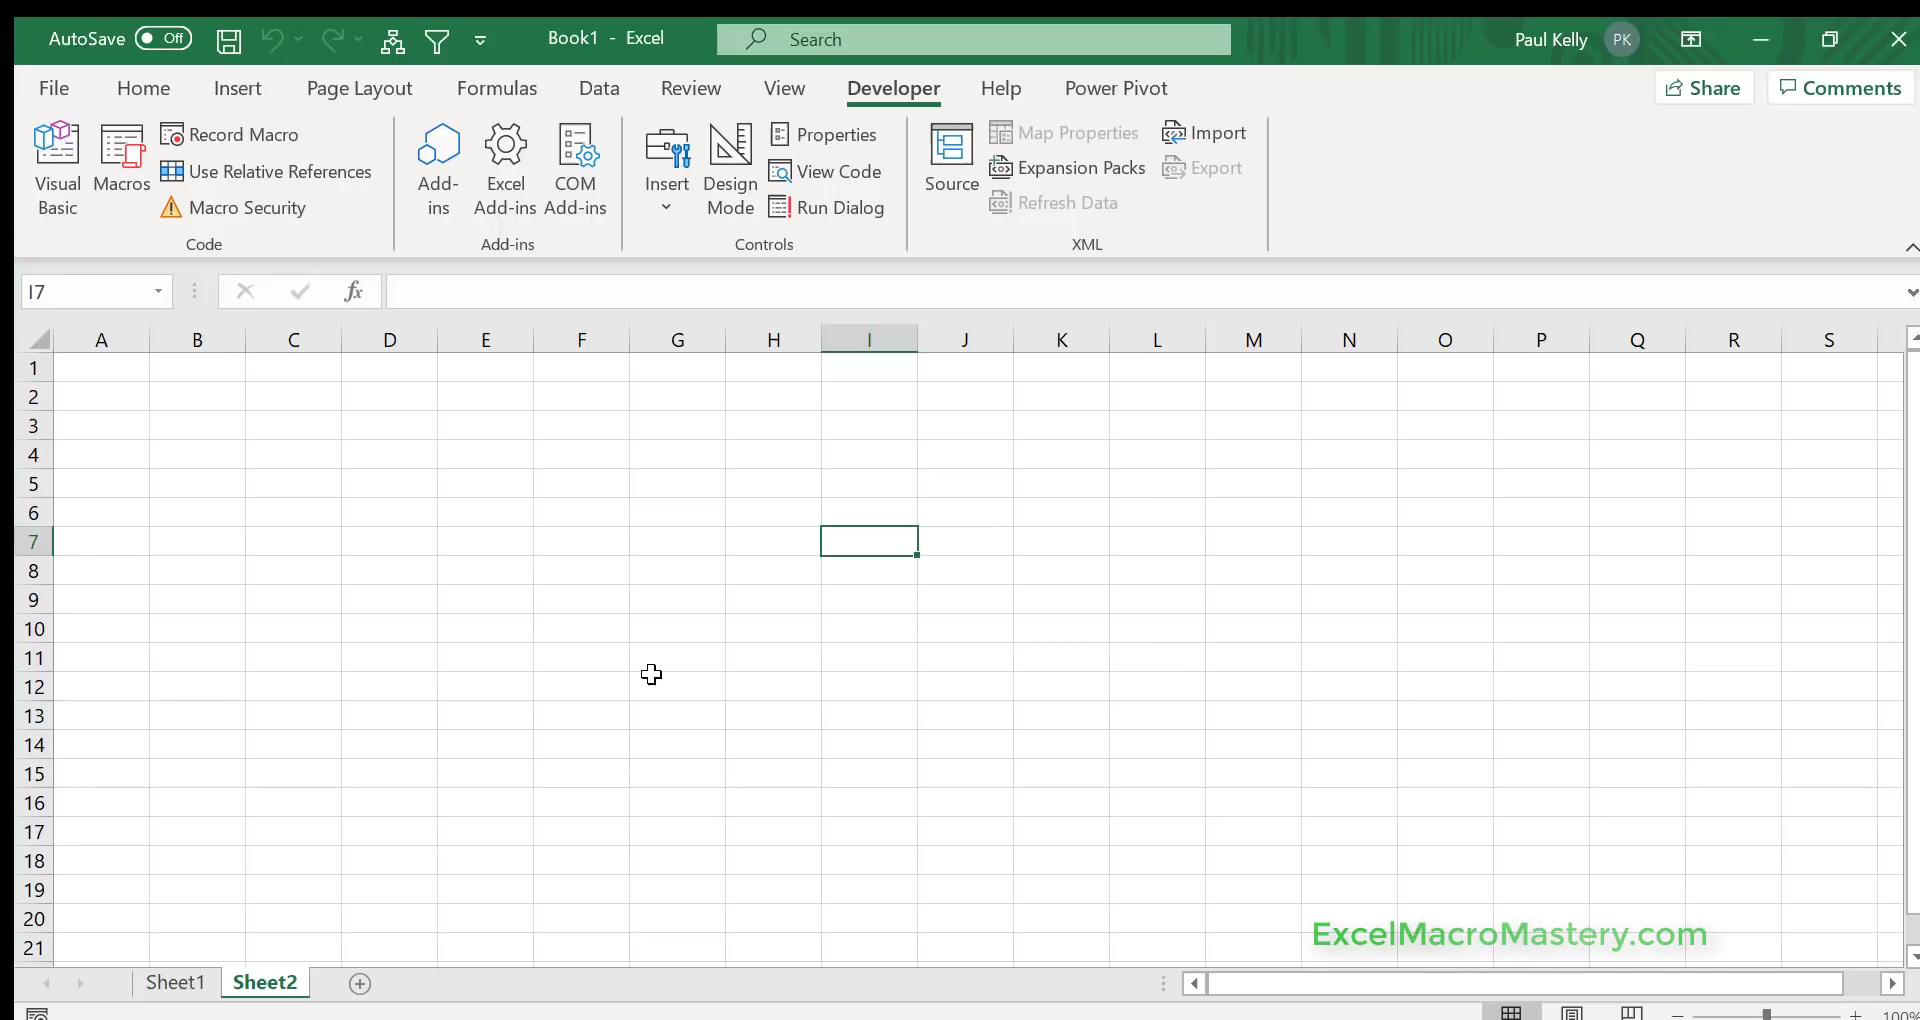 AutoSave Off Book1 - Excel Search Paul Kelly PK
File Home Insert Page Layout Formulas Data Review View Developer Help Power Pivot Share Comments
Visual Basic
Macros
Record Macro
Use Relative References
Macro Security
Code
Add-ins
Excel Add-ins
COM Add-ins
Add-ins
Insert
Design Mode
Properties
View Code
Run Dialog
Controls
Source
Map Properties
Expansion Packs
Refresh Data
Import
Export
XML
I7 fx
A B C D E F G H I J K L M N O P Q R S
1
2
3
4
5
6
7
8
9
10
11
12
13
14
15
16
17
18
19
20
21
ExcelMacroMastery.com
Sheet1 Sheet2
100%